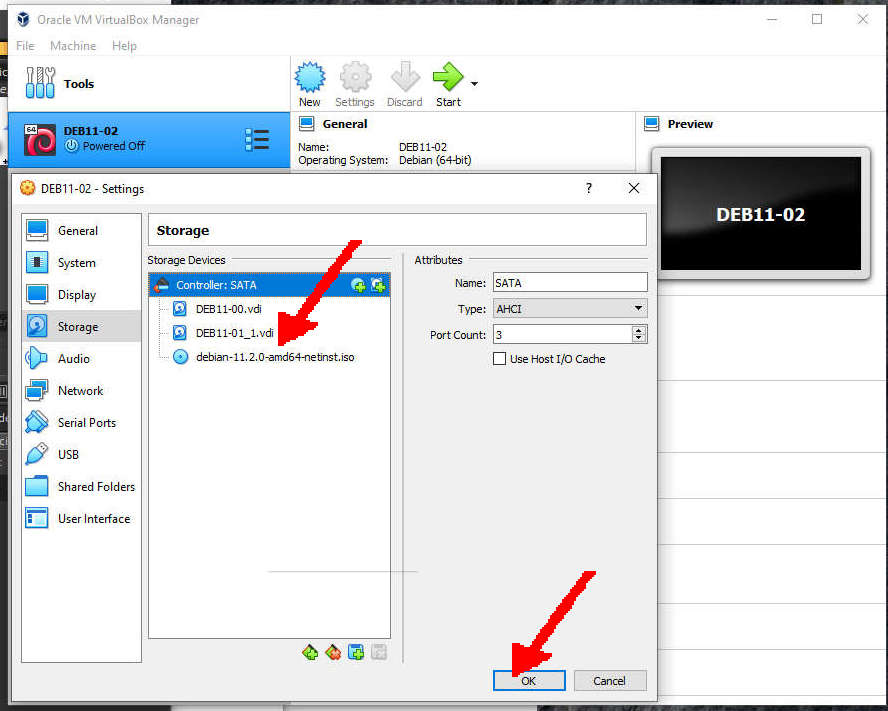 Oracle VM VirtualBox Manager
File Machine Help
Tools
New Settings Discard Start
64
DEB11-02
Powered Off
General
Name: DEB11-02
Operating System: Debian (64-bit)
Preview
DEB11-02
DEB11-02 - Settings
?
General
System
Display
Storage
Audio
Network
Serial Ports
USB
Shared Folders
User Interface
Storage
Storage Devices
Controller: SATA
DEB11-00.vdi
DEB11-01_1.vdi
debian-11.2.0-amd64-netinst.iso
Attributes
Name: SATA
Type: AHCI
Port Count: 3
Use Host I/O Cache
OK Cancel